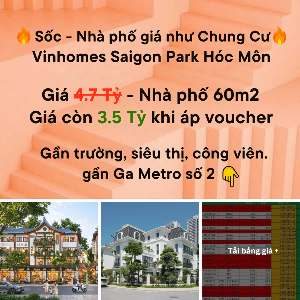 🔥 Sốc - Nhà phố giá như Chung Cư 🔥
Vinhomes Saigon Park Hóc Môn
Giá 4.7 Tỷ - Nhà phố 60m2
Giá còn 3.5 Tỷ khi áp voucher
Gần trường, siêu thị, công viên.
gần Ga Metro số 2 👇
Tải bảng giá +